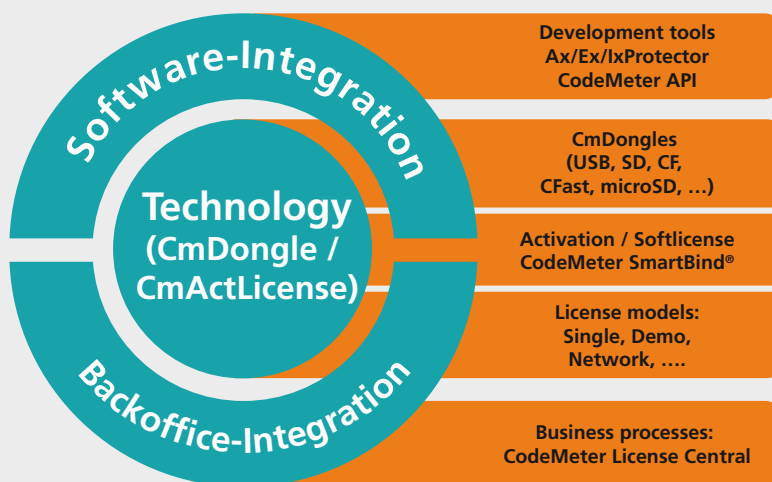 Software-Integration
Technology
(CmDongle /
CmActLicense)
Backoffice-Integration
Development tools
Ax/Ex/IxProtector
CodeMeter API
CmDongles
(USB, SD, CF,
CFast, microSD, ...)
Activation / Softlicense
CodeMeter SmartBind®
License models:
Single, Demo,
Network, ....
Business processes:
CodeMeter License Central